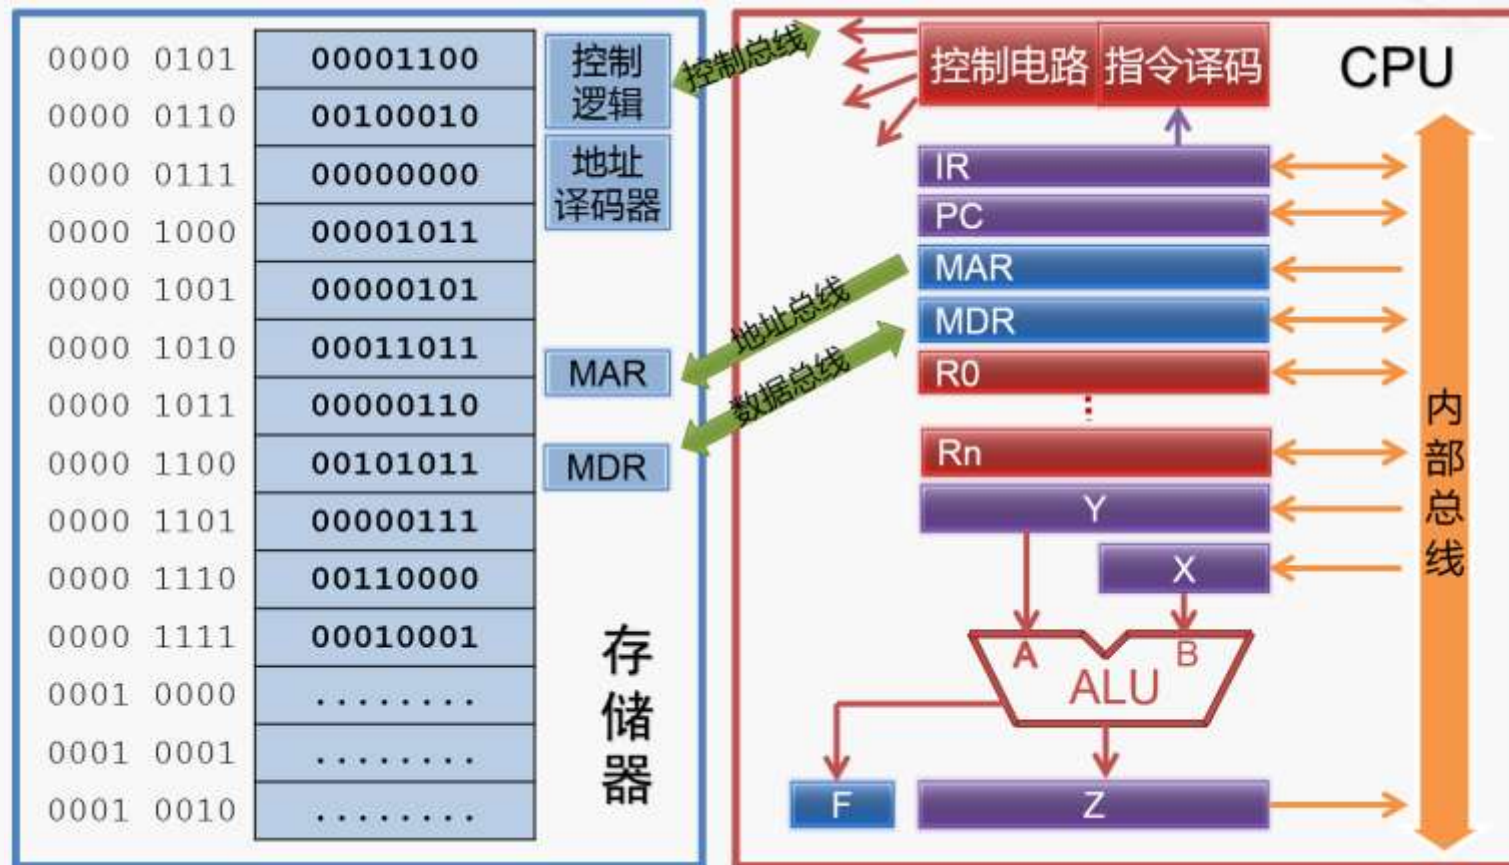 0000 0101 00001100
0000 0110 00100010
0000 0111 00000000
0000 1000 00001011
0000 1001 00000101
0000 1010 00011011
0000 1011 00000110
0000 1100 00101011
0000 1101 00000111
0000 1110 00110000
0000 1111 00010001
0001 0000 ........
0001 0001 ........
0001 0010 ........
控制
逻辑
地址
译码器
MAR
MDR
存储器
控制总线
地址总线
数据总线
控制电路 指令译码
CPU
IR
PC
MAR
MDR
R0
Rn
Y
X
A B
ALU
F
Z
内部总线